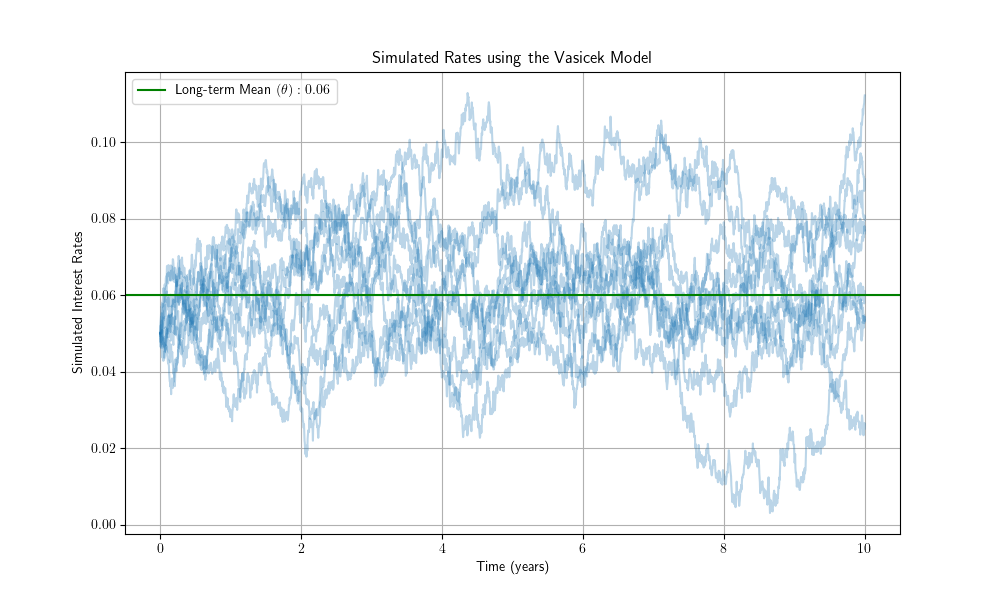 Simulated Rates using the Vasicek Model
Long-term Mean (θ) : 0.06
Simulated Interest Rates
0.10
0.08
0.06
0.04
0.02
0.00
0 2 4 6 8 10
Time (years)